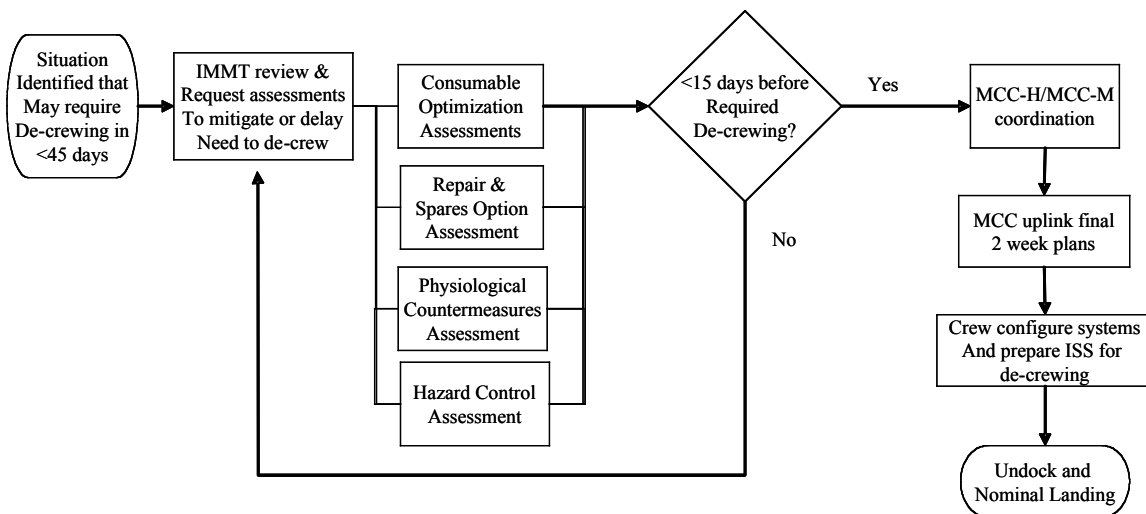 Situation
Identified that
May require
De-crewing in
<45 days
IMMT review &
Request assessments
To mitigate or delay
Need to de-crew
Consumable
Optimization
Assessments
Repair &
Spares Option
Assessment
Physiological
Countermeasures
Assessment
Hazard Control
Assessment
<15 days before
Required
De-crewing?
Yes
No
MCC-H/MCC-M
coordination
MCC uplink final
2 week plans
Crew configure systems
And prepare ISS for
de-crewing
Undock and
Nominal Landing